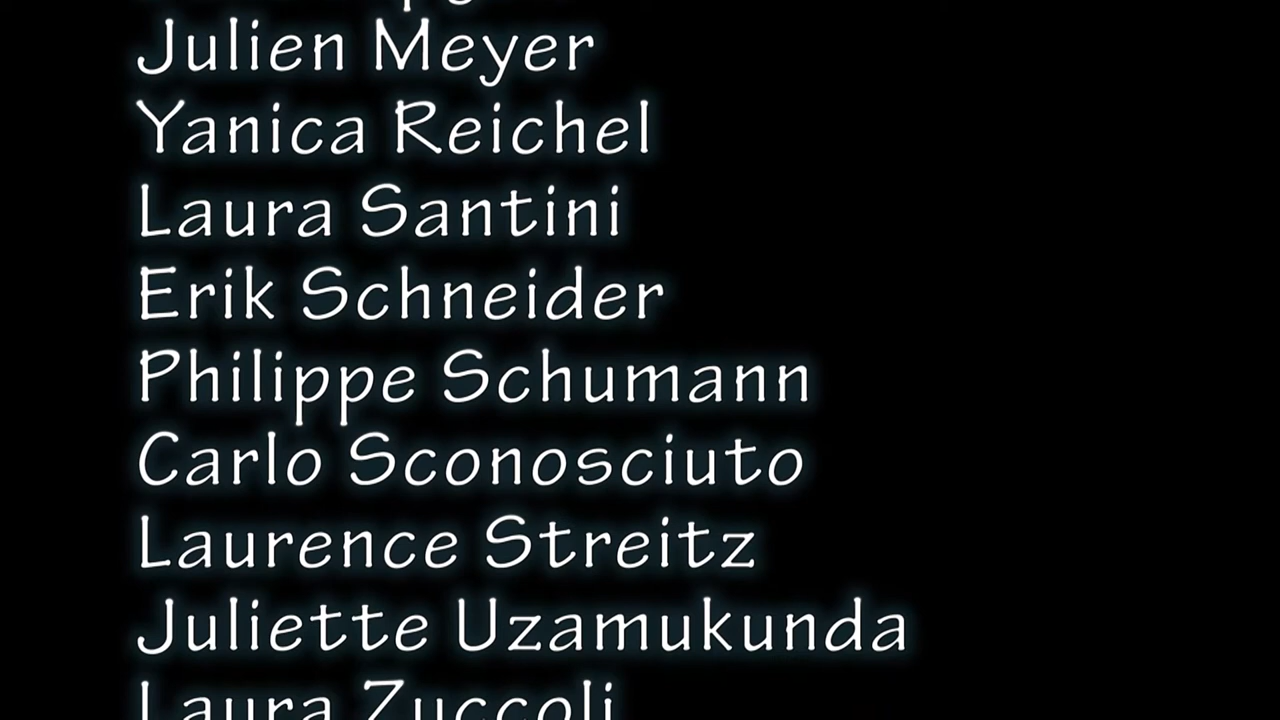 Julien Meyer
Yanica Reichel
Laura Santini
Erik Schneider
Philippe Schumann
Carlo Sconosciuto
Laurence Streitz
Juliette Uzamukunda
Laura Zuccoli